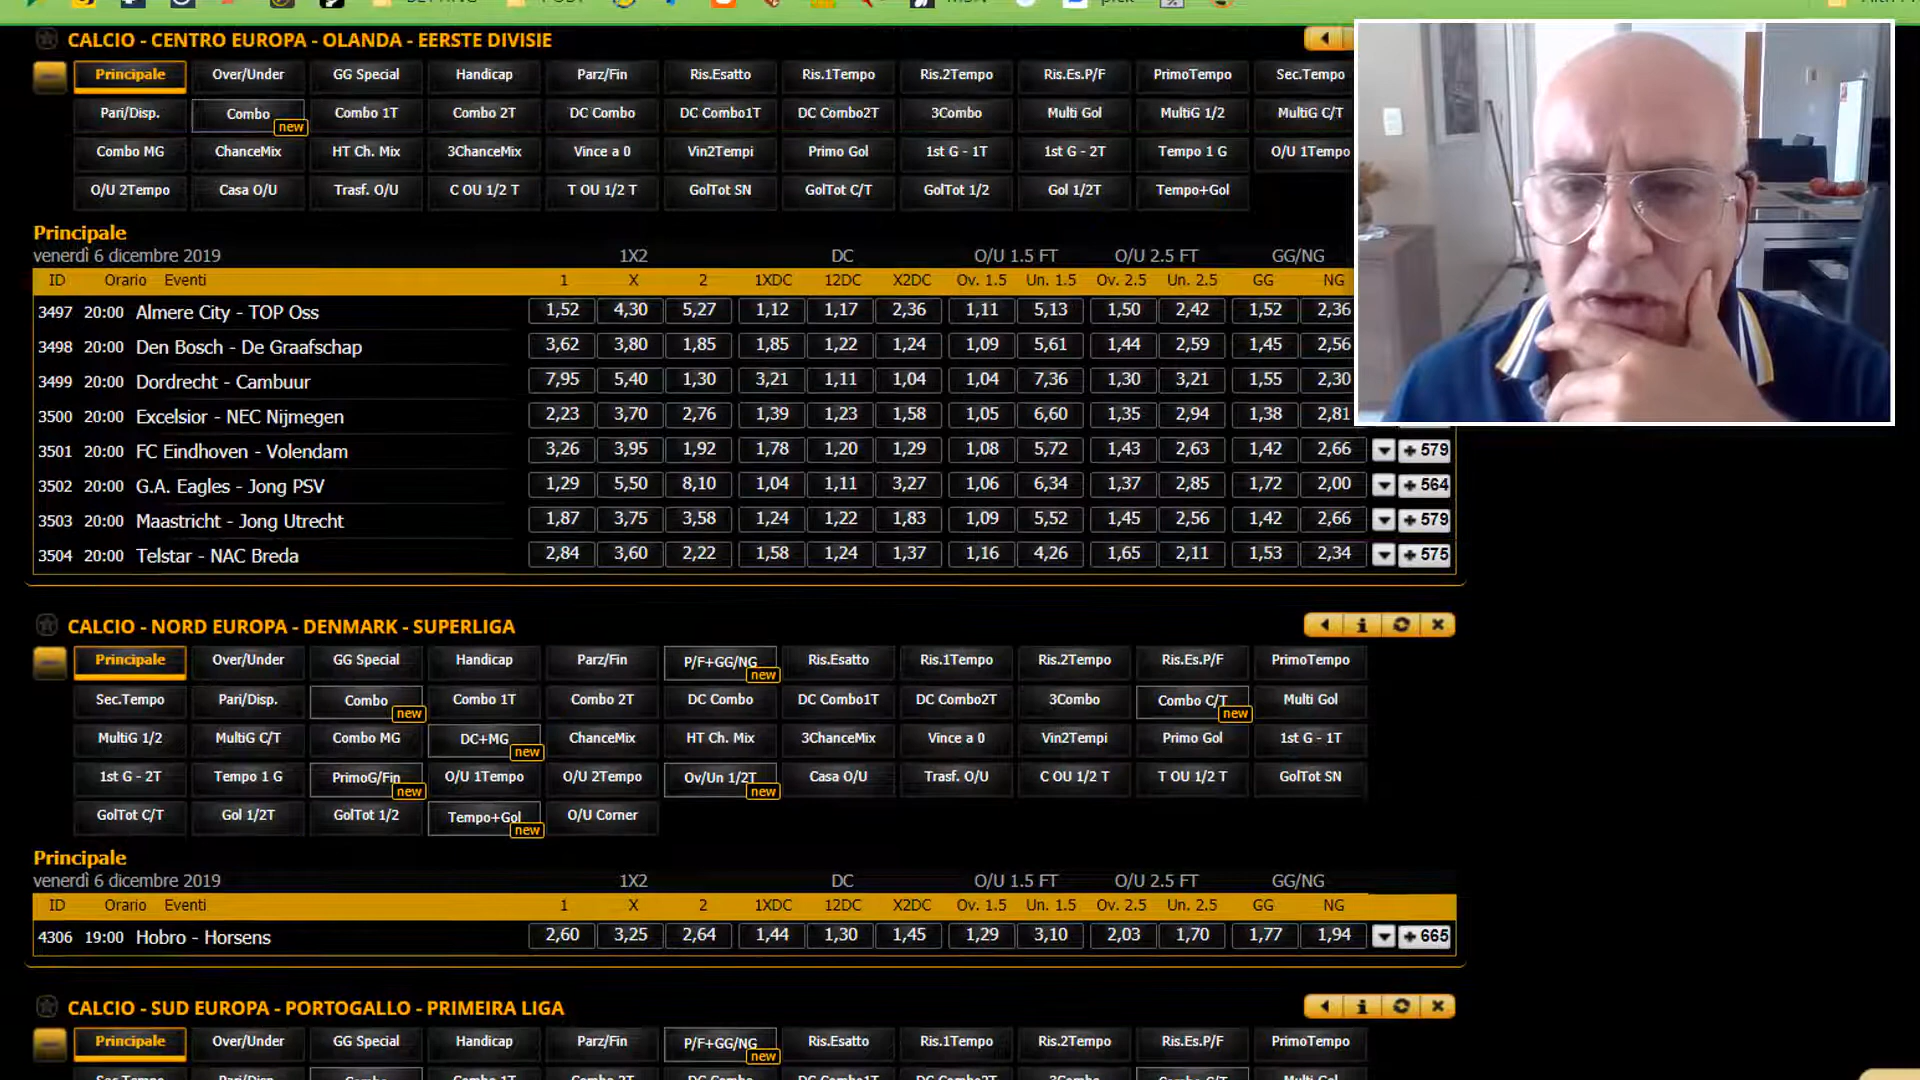 CALCIO - CENTRO EUROPA - OLANDA - EERSTE DIVISIE
Principale Over/Under GG Special Handicap Parz/Fin Ris.Esatto Ris.1Tempo Ris.2Tempo Ris.Es.P/F PrimoTempo Sec.Tempo
Pari/Disp. Combo new Combo 1T Combo 2T DC Combo DC Combo1T DC Combo2T 3Combo Multi Gol MultiG 1/2 MultiG C/T
Combo MG ChanceMix HT Ch. Mix 3ChanceMix Vince a 0 Vin2Tempi Primo Gol 1st G - 1T 1st G - 2T Tempo 1 G O/U 1Tempo
O/U 2Tempo Casa O/U Trasf. O/U C OU 1/2 T T OU 1/2 T GolTot SN GolTot C/T GolTot 1/2 Gol 1/2T Tempo+Gol
Principale
venerdì 6 dicembre 2019 1X2 DC O/U 1.5 FT O/U 2.5 FT GG/NG
ID Orario Eventi 1 X 2 1XDC 12DC X2DC Ov. 1.5 Un. 1.5 Ov. 2.5 Un. 2.5 GG NG
3497 20:00 Almere City - TOP Oss 1,52 4,30 5,27 1,12 1,17 2,36 1,11 5,13 1,50 2,42 1,52 2,36
3498 20:00 Den Bosch - De Graafschap 3,62 3,80 1,85 1,85 1,22 1,24 1,09 5,61 1,44 2,59 1,45 2,56
3499 20:00 Dordrecht - Cambuur 7,95 5,40 1,30 3,21 1,11 1,04 1,04 7,36 1,30 3,21 1,55 2,30
3500 20:00 Excelsior - NEC Nijmegen 2,23 3,70 2,76 1,39 1,23 1,58 1,05 6,60 1,35 2,94 1,38 2,81
3501 20:00 FC Eindhoven - Volendam 3,26 3,95 1,92 1,78 1,20 1,29 1,08 5,72 1,43 2,63 1,42 2,66 +579
3502 20:00 G.A. Eagles - Jong PSV 1,29 5,50 8,10 1,04 1,11 3,27 1,06 6,34 1,37 2,85 1,72 2,00 +564
3503 20:00 Maastricht - Jong Utrecht 1,87 3,75 3,58 1,24 1,22 1,83 1,09 5,52 1,45 2,56 1,42 2,66 +579
3504 20:00 Telstar - NAC Breda 2,84 3,60 2,22 1,58 1,24 1,37 1,16 4,26 1,65 2,11 1,53 2,34 +575
CALCIO - NORD EUROPA - DENMARK - SUPERLIGA
Principale Over/Under GG Special Handicap Parz/Fin P/F+GG/NG new Ris.Esatto Ris.1Tempo Ris.2Tempo Ris.Es.P/F PrimoTempo
Sec.Tempo Pari/Disp. Combo new Combo 1T Combo 2T DC Combo DC Combo1T DC Combo2T 3Combo Combo C/T new Multi Gol
MultiG 1/2 MultiG C/T Combo MG DC+MG new ChanceMix HT Ch. Mix 3ChanceMix Vince a 0 Vin2Tempi Primo Gol 1st G - 1T
1st G - 2T Tempo 1 G PrimoG/Fin new O/U 1Tempo O/U 2Tempo Ov/Un 1/2T new Casa O/U Trasf. O/U C OU 1/2 T T OU 1/2 T GolTot SN
GolTot C/T Gol 1/2T GolTot 1/2 Tempo+Gol new O/U Corner
Principale
venerdì 6 dicembre 2019 1X2 DC O/U 1.5 FT O/U 2.5 FT GG/NG
ID Orario Eventi 1 X 2 1XDC 12DC X2DC Ov. 1.5 Un. 1.5 Ov. 2.5 Un. 2.5 GG NG
4306 19:00 Hobro - Horsens 2,60 3,25 2,64 1,44 1,30 1,45 1,29 3,10 2,03 1,70 1,77 1,94 +665
CALCIO - SUD EUROPA - PORTOGALLO - PRIMEIRA LIGA
Principale Over/Under GG Special Handicap Parz/Fin P/F+GG/NG new Ris.Esatto Ris.1Tempo Ris.2Tempo Ris.Es.P/F PrimoTempo